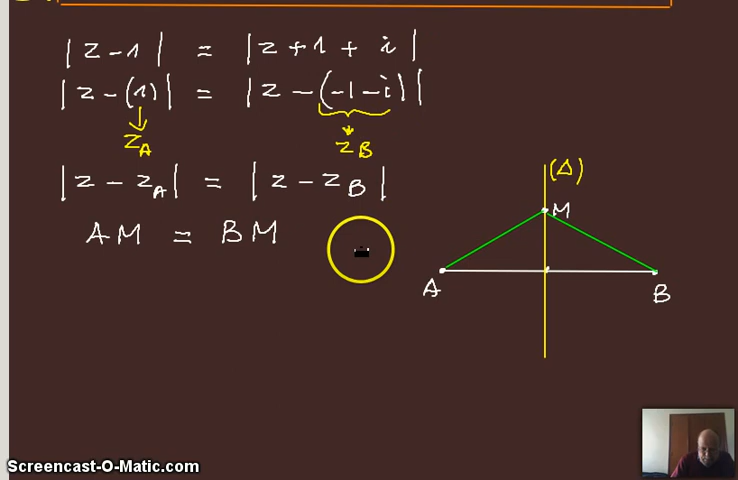 |z-1| = |z+1+i|
|z-(1)| = |z-(-1-i)|
z_A z_B
|z-z_A| = |z-z_B|
AM = BM
(Δ)
M
A
B
Screencast-O-Matic.com